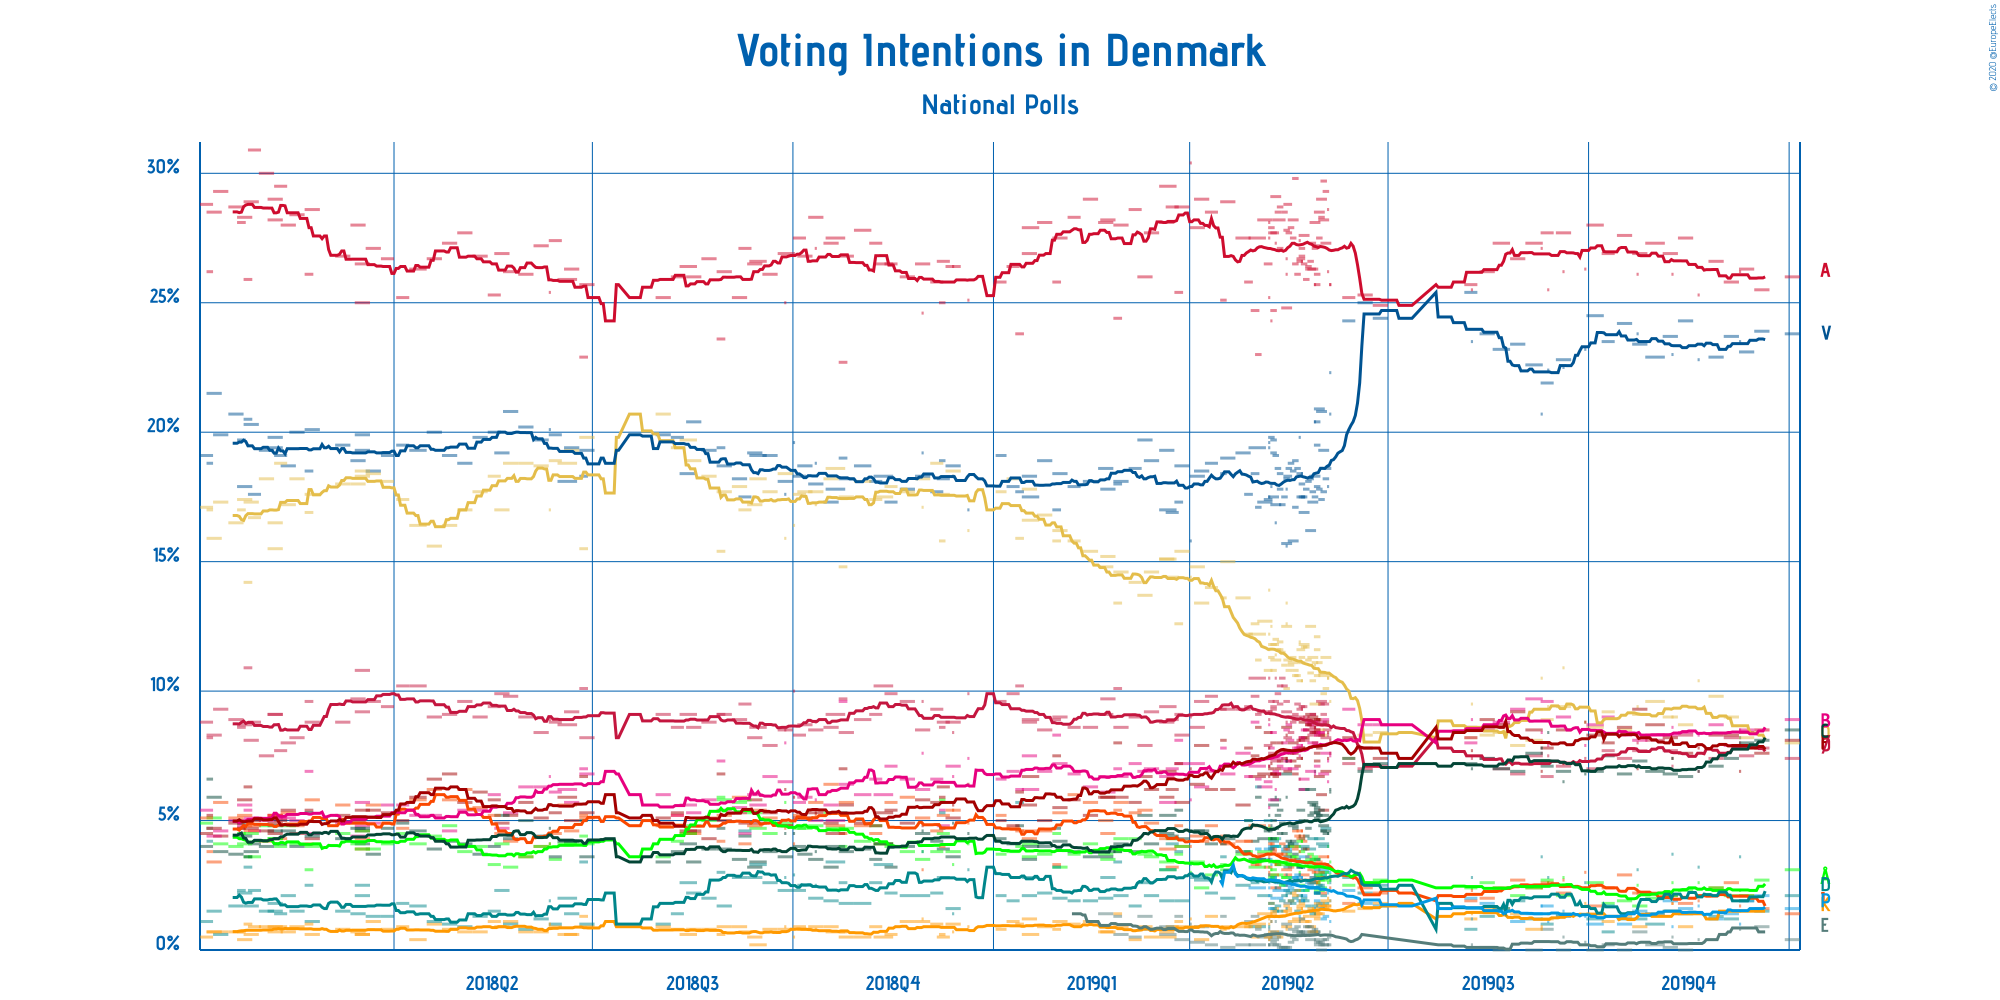 © 2020 @EuropeElects
Voting Intentions in Denmark
National Polls
30%
25%
20%
15%
10%
5%
0%
A
V
B
C
Ø
A
D
K
E
2018Q2
2018Q3
2018Q4
2019Q1
2019Q2
2019Q3
2019Q4